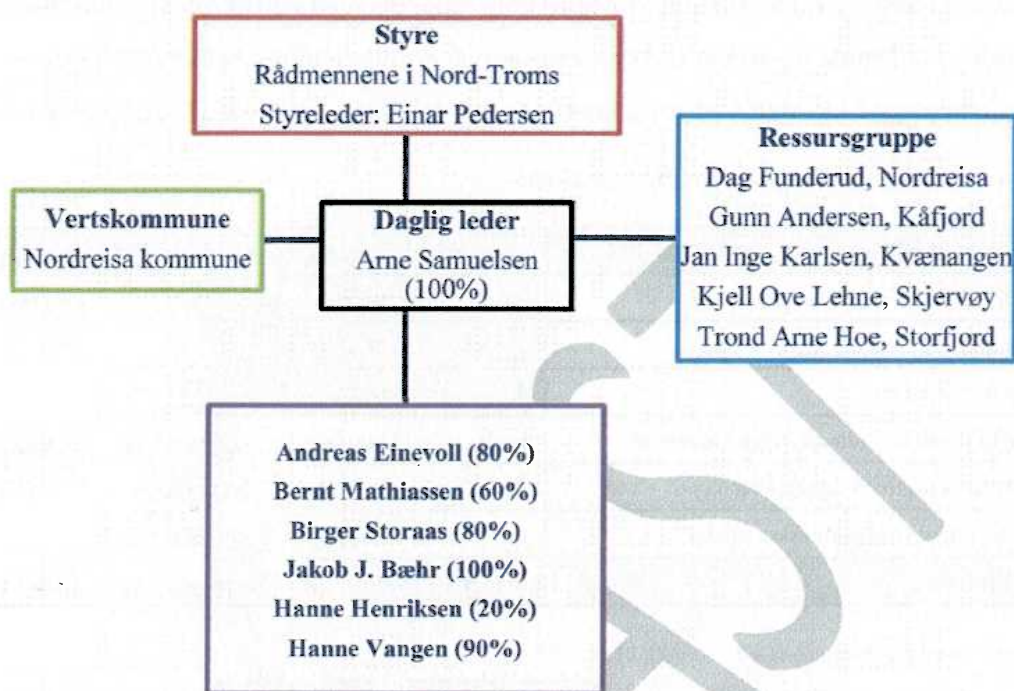 Styre
Rådmennene i Nord-Troms
Styreleder: Einar Pedersen
Vertskommune
Nordreisa kommune
Daglig leder
Arne Samuelsen
(100%)
Ressursgruppe
Dag Funderud, Nordreisa
Gunn Andersen, Kåfjord
Jan Inge Karlsen, Kvænangen
Kjell Ove Lehne, Skjervøy
Trond Arne Hoe, Storfjord
Andreas Einevoll (80%)
Bernt Mathiassen (60%)
Birger Storaas (80%)
Jakob J. Bæhr (100%)
Hanne Henriksen (20%)
Hanne Vangen (90%)